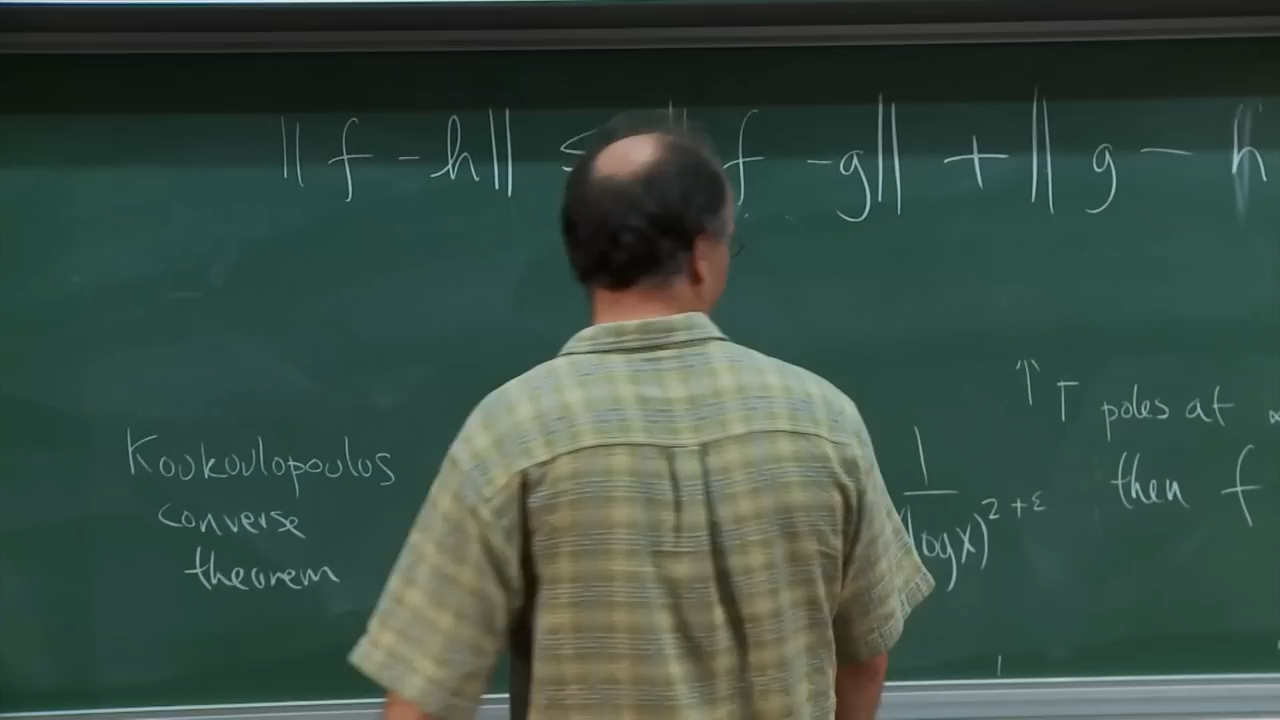 || f - h || ≤ || f - g || + || g - h
Koukoulopoulos
converse
theorem
1
(log x)^{2+ε}
↑ Γ poles at
then f